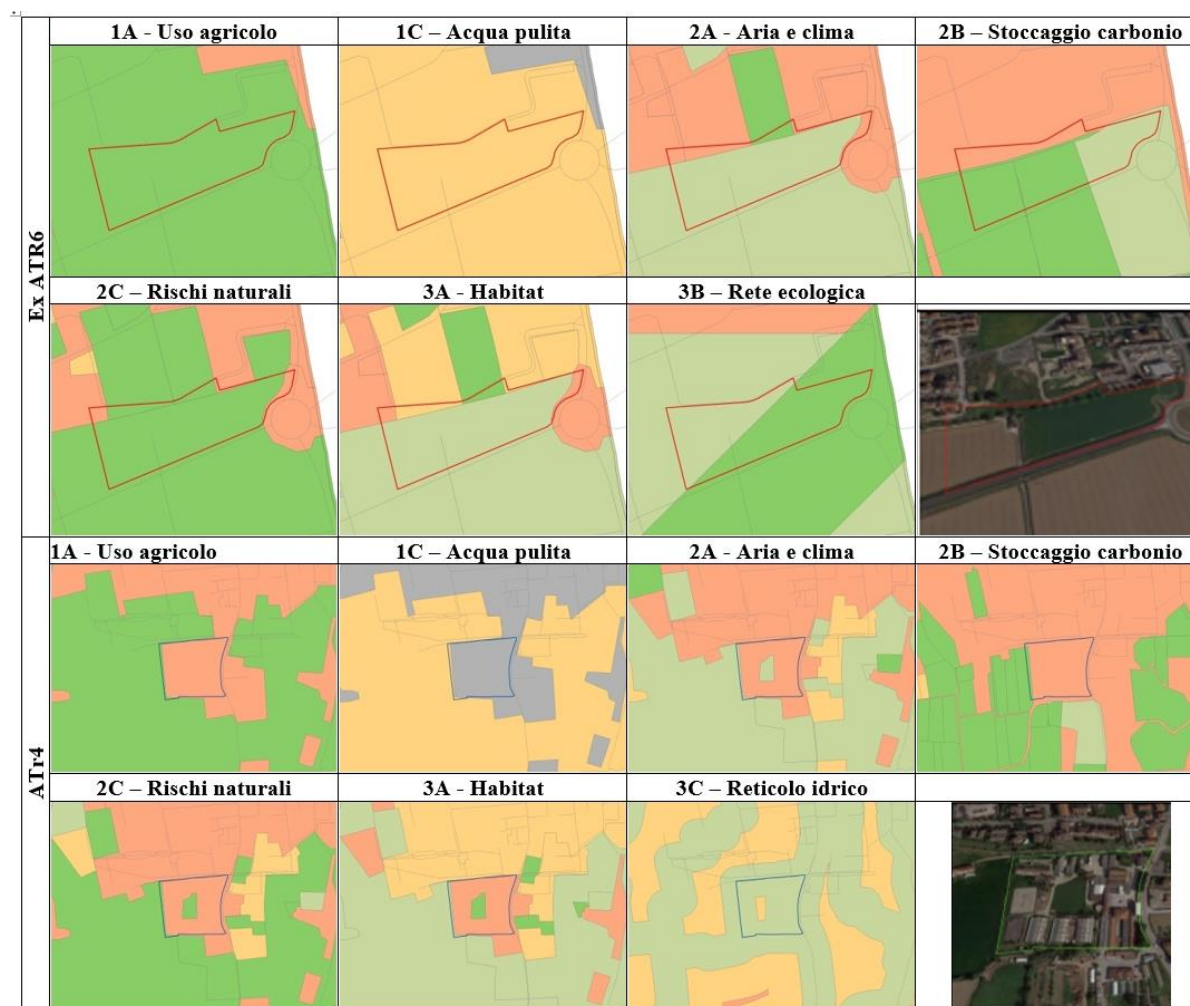 Ex ATR6
1A - Uso agricolo
1C – Acqua pulita
2A - Aria e clima
2B – Stoccaggio carbonio
2C – Rischi naturali
3A - Habitat
3B – Rete ecologica
ATr4
1A - Uso agricolo
1C – Acqua pulita
2A - Aria e clima
2B – Stoccaggio carbonio
2C – Rischi naturali
3A - Habitat
3C – Reticolo idrico